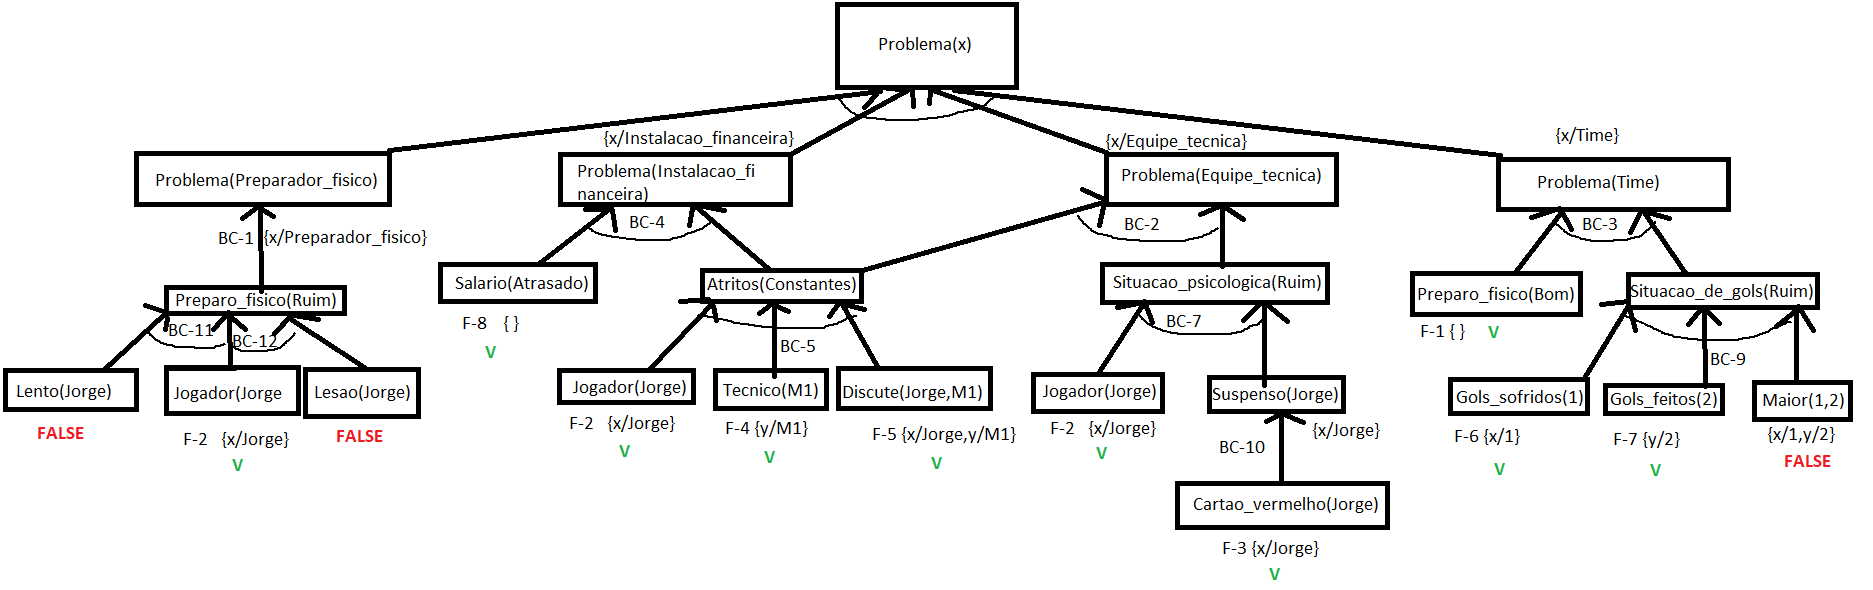 Problema(x)
{x/Instalacao_financeira}
{x/Equipe_tecnica}
{x/Time}
Problema(Preparador_fisico)
Problema(Instalacao_fi
nanceira)
Problema(Equipe_tecnica)
Problema(Time)
BC-1
{x/Preparador_fisico}
BC-4
BC-2
BC-3
Preparo_fisico(Ruim)
Salario(Atrasado)
Atritos(Constantes)
Situacao_psicologica(Ruim)
Preparo_fisico(Bom)
Situacao_de_gols(Ruim)
F-8 { }
V
F-1 { }
V
BC-11
BC-12
BC-5
BC-7
BC-9
Lento(Jorge)
Jogador(Jorge
Lesao(Jorge)
Jogador(Jorge)
Tecnico(M1)
Discute(Jorge,M1)
Jogador(Jorge)
Suspenso(Jorge)
Gols_sofridos(1)
Gols_feitos(2)
Maior(1,2)
FALSE
F-2 {x/Jorge}
V
FALSE
F-2 {x/Jorge}
V
F-4 {y/M1}
V
F-5 {x/Jorge,y/M1}
V
F-2 {x/Jorge}
V
BC-10
{x/Jorge}
F-6 {x/1}
V
F-7 {y/2}
V
{x/1,y/2}
FALSE
Cartao_vermelho(Jorge)
F-3 {x/Jorge}
V